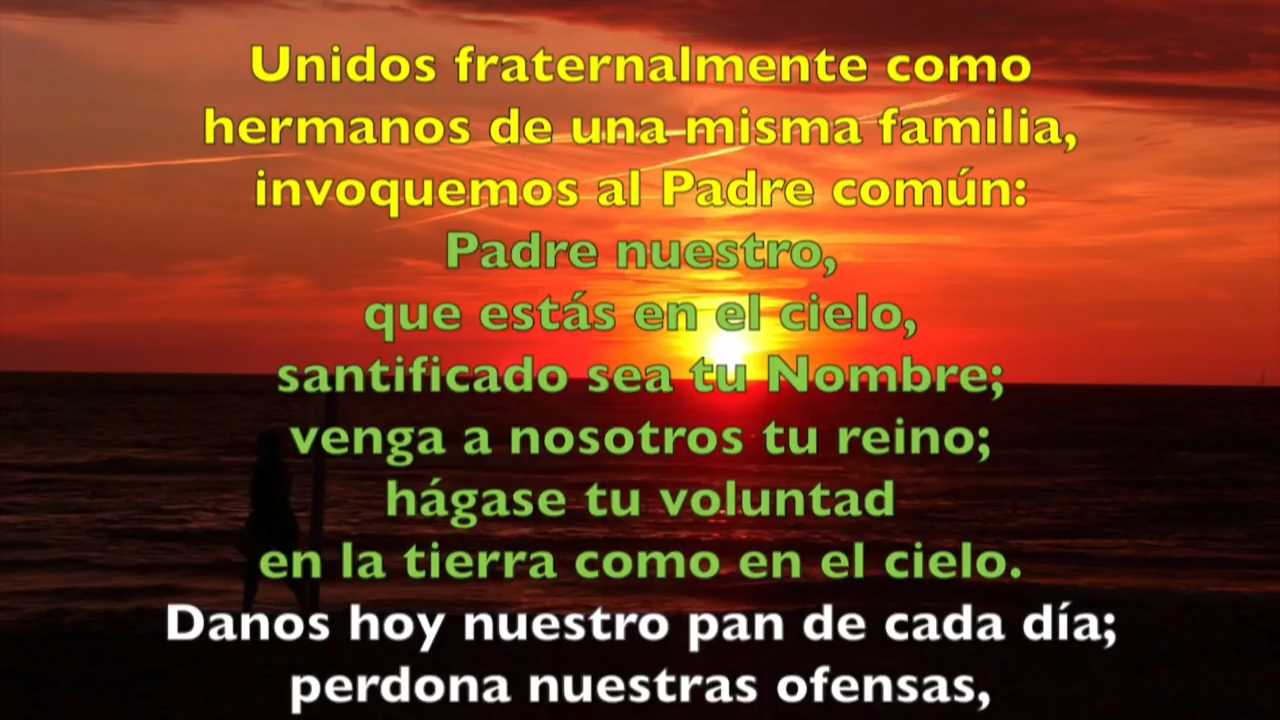 Unidos fraternalmente como
hermanos de una misma familia,
invoquemos al Padre común:
Padre nuestro,
que estás en el cielo,
santificado sea tu Nombre;
venga a nosotros tu reino;
hágase tu voluntad
en la tierra como en el cielo.
Danos hoy nuestro pan de cada día;
perdona nuestras ofensas,